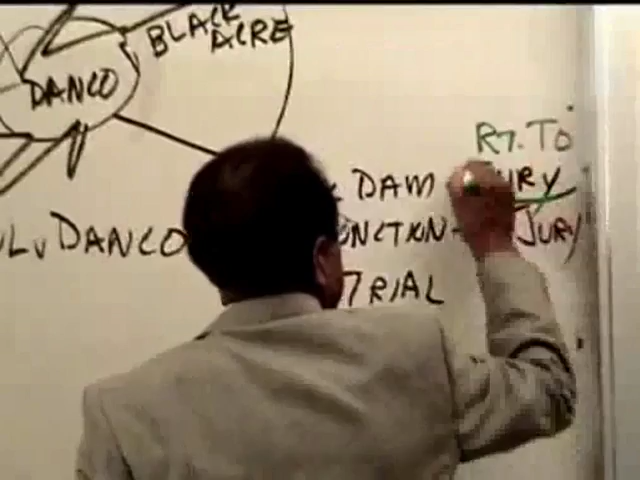 BLACK
ACRE
DANCO
RT. TO
DAM JURY
L v DANCO JURY
TRIAL